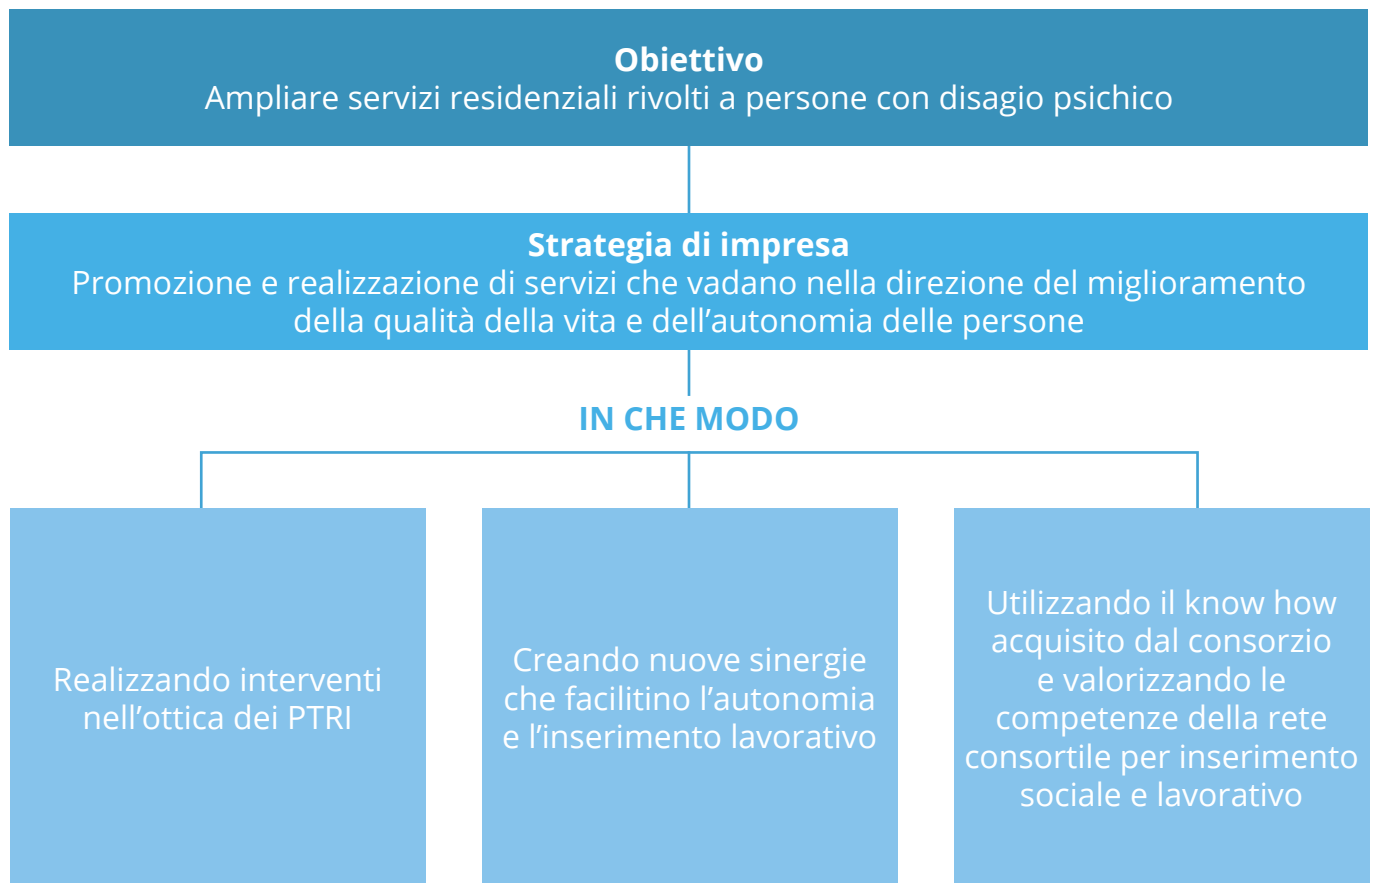 Obiettivo
Ampliare servizi residenziali rivolti a persone con disagio psichico
Strategia di impresa
Promozione e realizzazione di servizi che vadano nella direzione del miglioramento
della qualità della vita e dell’autonomia delle persone
IN CHE MODO
Realizzando interventi
nell’ottica dei PTRI
Creando nuove sinergie
che facilitino l’autonomia
e l’inserimento lavorativo
Utilizzando il know how
acquisito dal consorzio
e valorizzando le
competenze della rete
consortile per inserimento
sociale e lavorativo